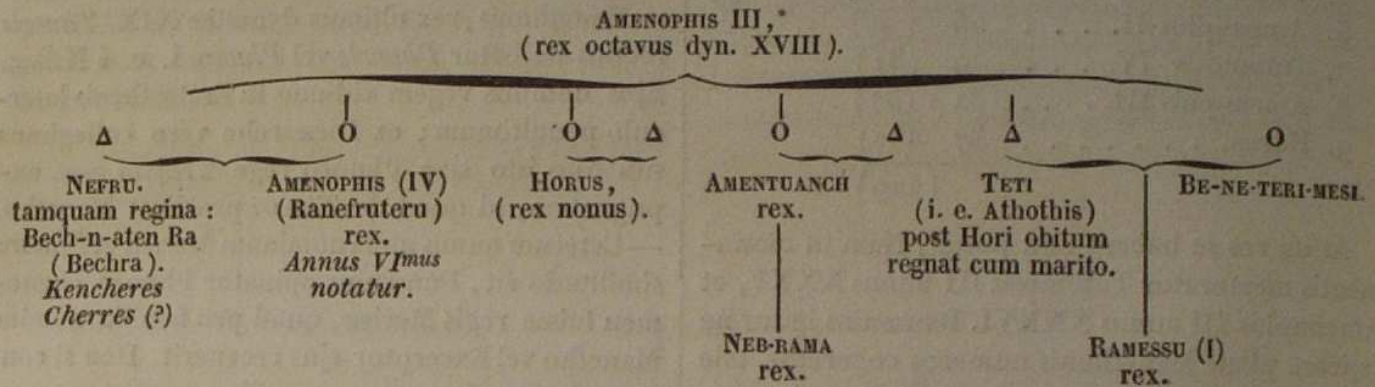 AMENOPHIS III,*
(rex octavus dyn. XVIII).
Δ O O Δ O Δ Δ O
NEFRU.
tamquam regina :
Bech-n-aten Ra
(Bechra).
Kencheres
Cherres (?)
AMENOPHIS (IV)
(Ranefruteru)
rex.
Annus VImus
notatur.
HORUS,
(rex nonus).
AMENTUANCH
rex.
TETI
(i. e. Athothis)
post Hori obitum
regnat cum marito.
BE-NE-TERI-MESI.
NEB-RAMA
rex.
RAMESSU (I)
rex.